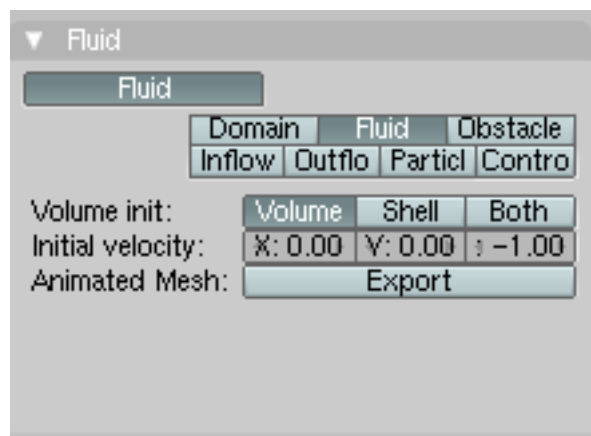 Fluid
Fluid
Domain Fluid Obstacle
Inflow Outflo Particl Contro
Volume init: Volume Shell Both
Initial velocity: X: 0.00 Y: 0.00 -1.00
Animated Mesh: Export